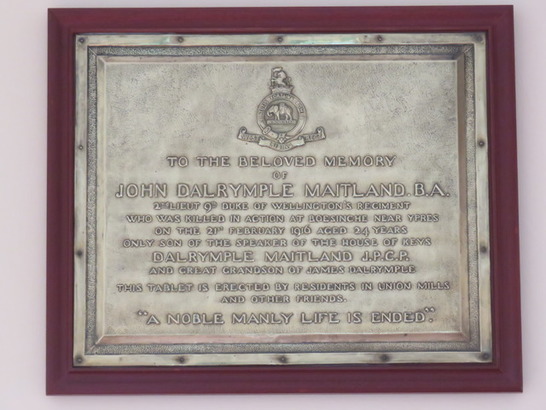 TO THE BELOVED MEMORY
OF
JOHN DALRYMPLE MAITLAND. B.A.
2ND LIEUT 9TH DUKE OF WELLINGTON'S REGIMENT
WHO WAS KILLED IN ACTION AT BOESINCHE NEAR YPRES
ON THE 21ST FEBRUARY 1916 AGED 24 YEARS
ONLY SON OF THE SPEAKER OF THE HOUSE OF KEYS
DALRYMPLE MAITLAND J.P.C.P.
AND GREAT GRANDSON OF JAMES DALRYMPLE
THIS TABLET IS ERECTED BY RESIDENTS IN UNION MILLS
AND OTHER FRIENDS.
"A NOBLE MANLY LIFE IS ENDED".